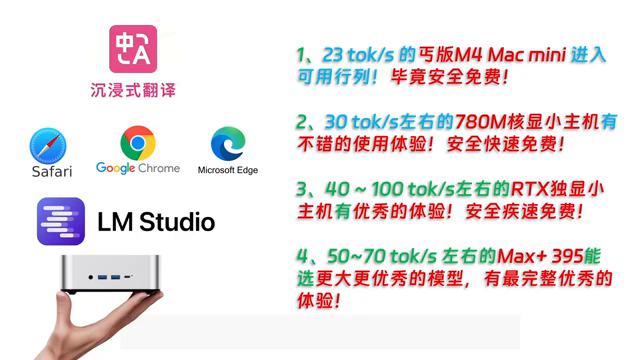 中 A
沉浸式翻译
Safari
Google Chrome
Microsoft Edge
LM Studio
1、23 tok/s 的丐版M4 Mac mini 进入
可用行列！毕竟安全免费！
2、30 tok/s左右的780M核显小主机有
不错的使用体验！安全快速免费！
3、40 ~ 100 tok/s左右的RTX独显小
主机有优秀的体验！安全疾速免费！
4、50~70 tok/s 左右的Max+ 395能
选更大更优秀的模型，有最完整优秀的
体验！